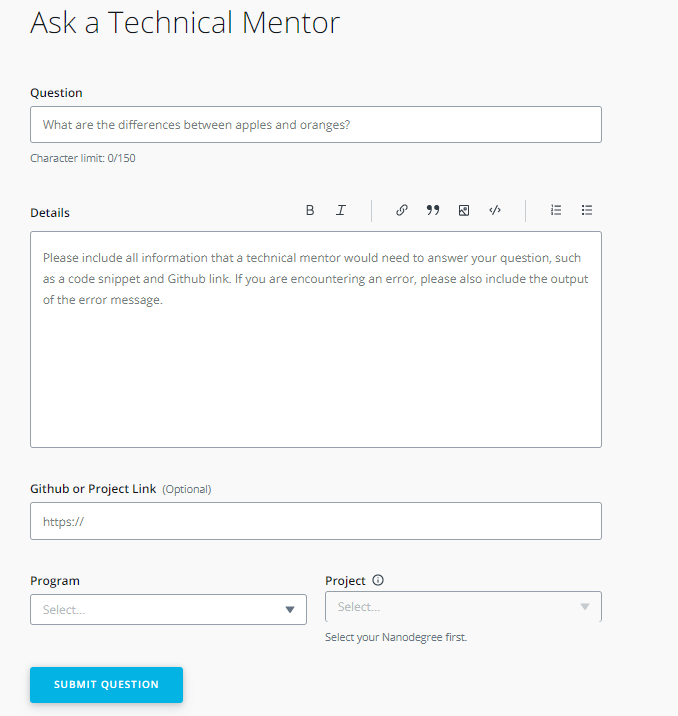 Ask a Technical Mentor
Question
What are the differences between apples and oranges?
Character limit: 0/150
Details
B I
Please include all information that a technical mentor would need to answer your question, such
as a code snippet and Github link. If you are encountering an error, please also include the output
of the error message.
Github or Project Link (Optional)
https://
Program
Project
Select...
Select...
Select your Nanodegree first.
SUBMIT QUESTION